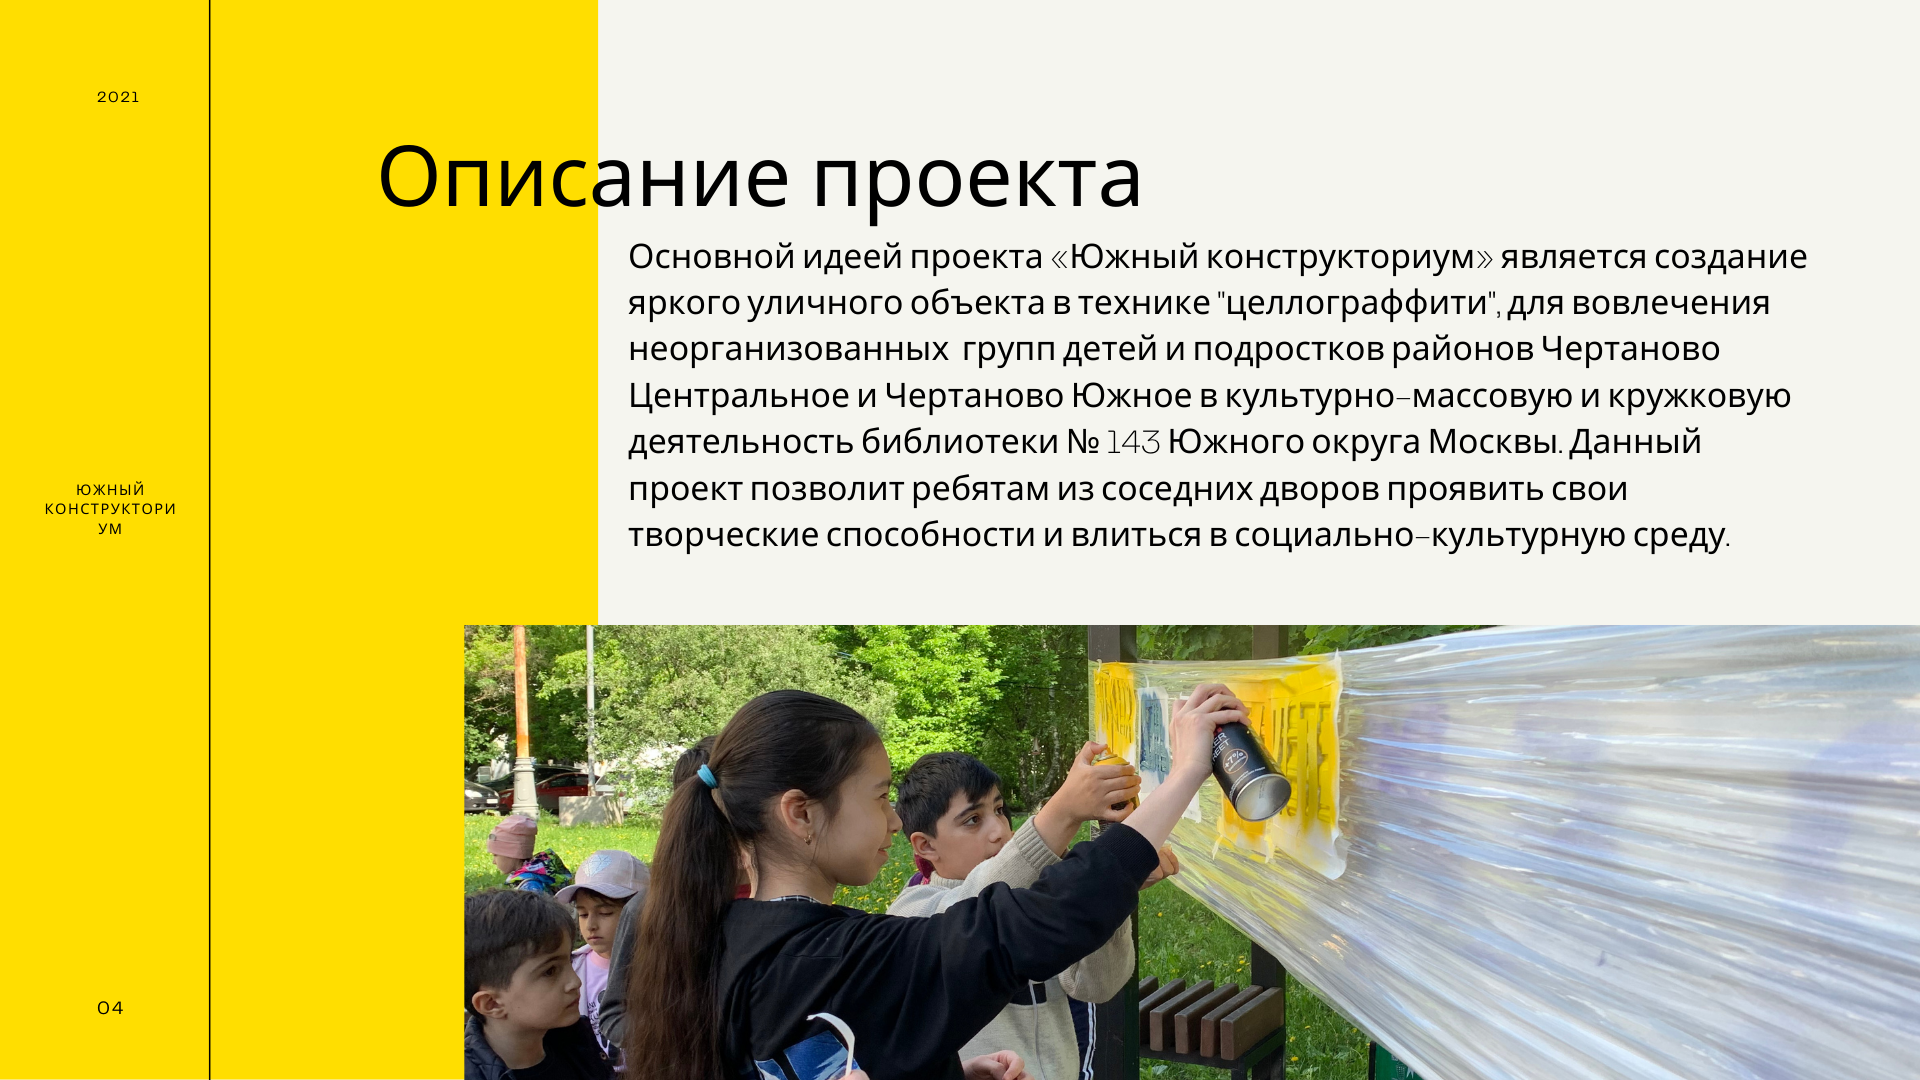 2021
Описание проекта
Основной идеей проекта «Южный конструкториум» является создание
яркого уличного объекта в технике "целлограффити", для вовлечения
неорганизованных групп детей и подростков районов Чертаново
Центральное и Чертаново Южное в культурно-массовую и кружковую
деятельность библиотеки № 143 Южного округа Москвы. Данный
проект позволит ребятам из соседних дворов проявить свои
творческие способности и влиться в социально-культурную среду.
ЮЖНЫЙ
КОНСТРУКТОРИ
УМ
04